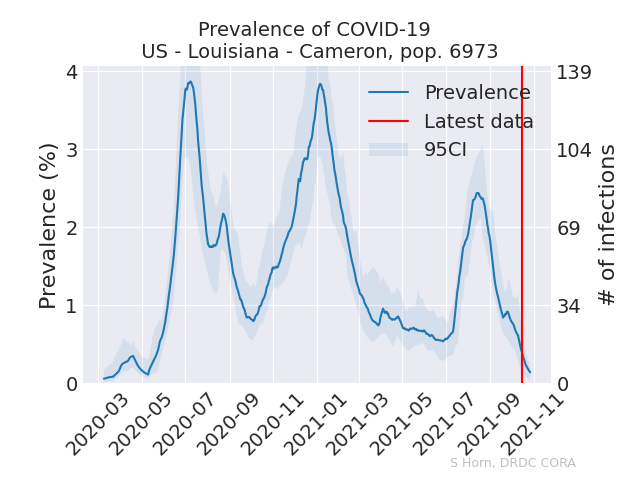 Prevalence of COVID-19
US - Louisiana - Cameron, pop. 6973
Prevalence
Latest data
95CI
Prevalence (%)
4
3
2
1
0
# of infections
139
104
69
34
0
2020-03
2020-05
2020-07
2020-09
2020-11
2021-01
2021-03
2021-05
2021-07
2021-09
2021-11
S Horn, DRDC CORA